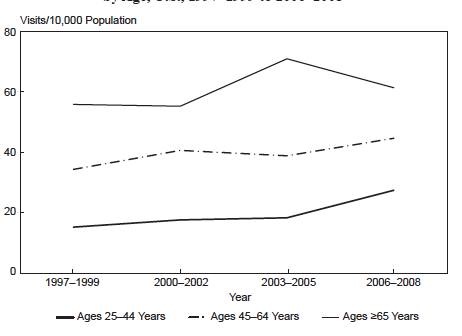 Visits/10,000 Population
80
60
40
20
0
1997–1999 2000–2002 2003–2005 2006–2008
Year
Ages 25–44 Years Ages 45–64 Years Ages ≥65 Years